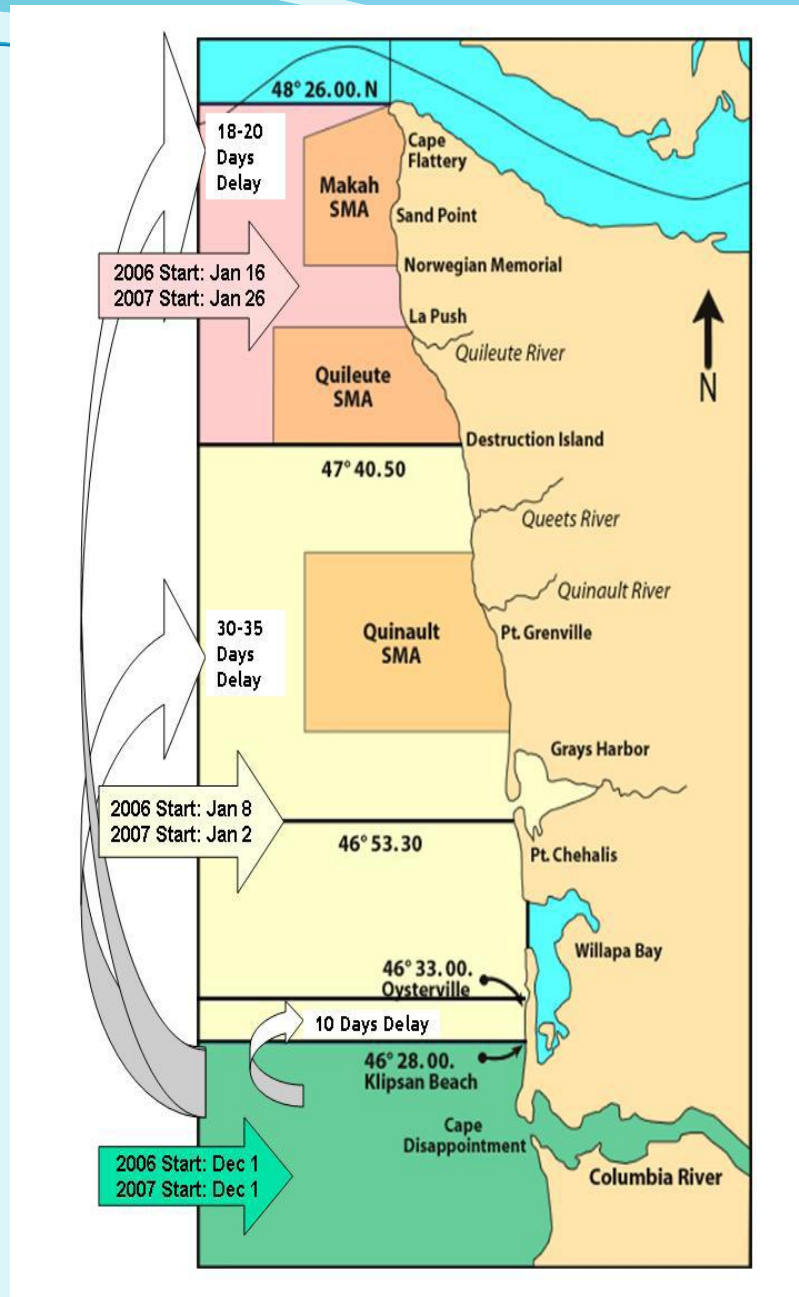 48° 26.00. N
18-20
Days
Delay
Cape
Flattery
Makah
SMA
Sand Point
Norwegian Memorial
2006 Start: Jan 16
2007 Start: Jan 26
La Push
Quileute River
N
Quileute
SMA
Destruction Island
47° 40.50
Queets River
Quinault River
30-35
Days
Delay
Quinault
SMA
Pt. Grenville
Grays Harbor
2006 Start: Jan 8
2007 Start: Jan 2
46° 53.30
Pt. Chehalis
Willapa Bay
46° 33.00.
Oysterville
10 Days Delay
46° 28.00.
Klipsan Beach
Cape
Disappointment
2006 Start: Dec 1
2007 Start: Dec 1
Columbia River